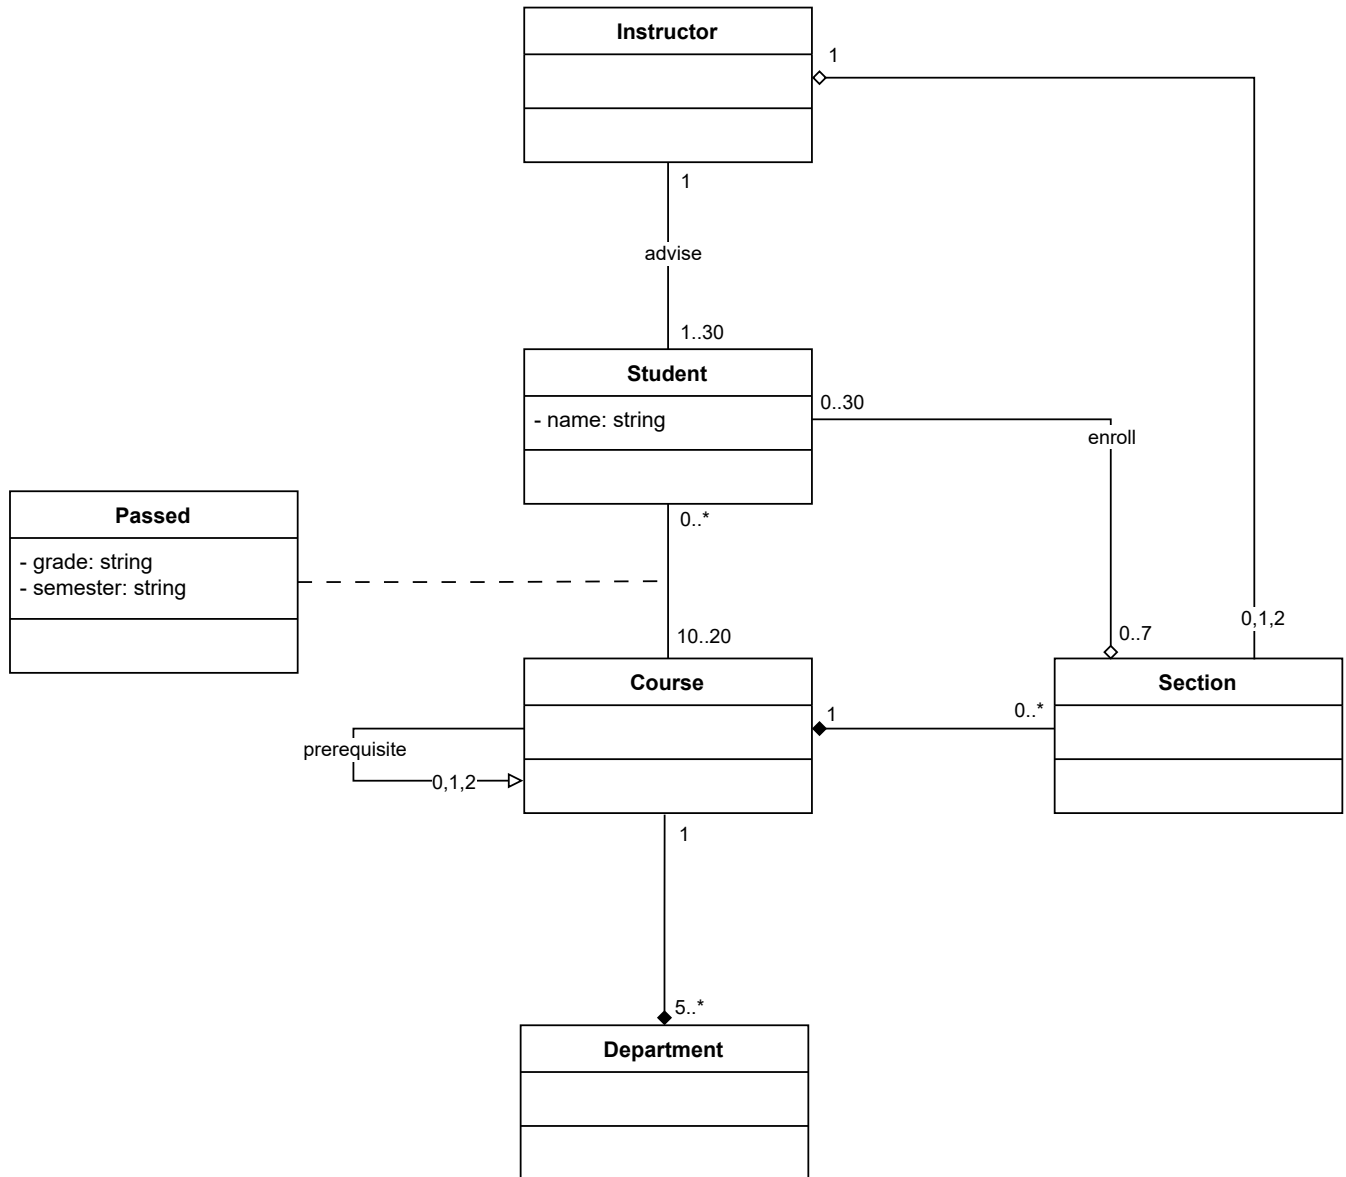 Instructor
1
1
advise
1..30
Student
- name: string
0..30
enroll
0..*
Passed
- grade: string
- semester: string
10..20
0..7
0,1,2
Course
Section
1
0..*
prerequisite
0,1,2
1
5..*
Department